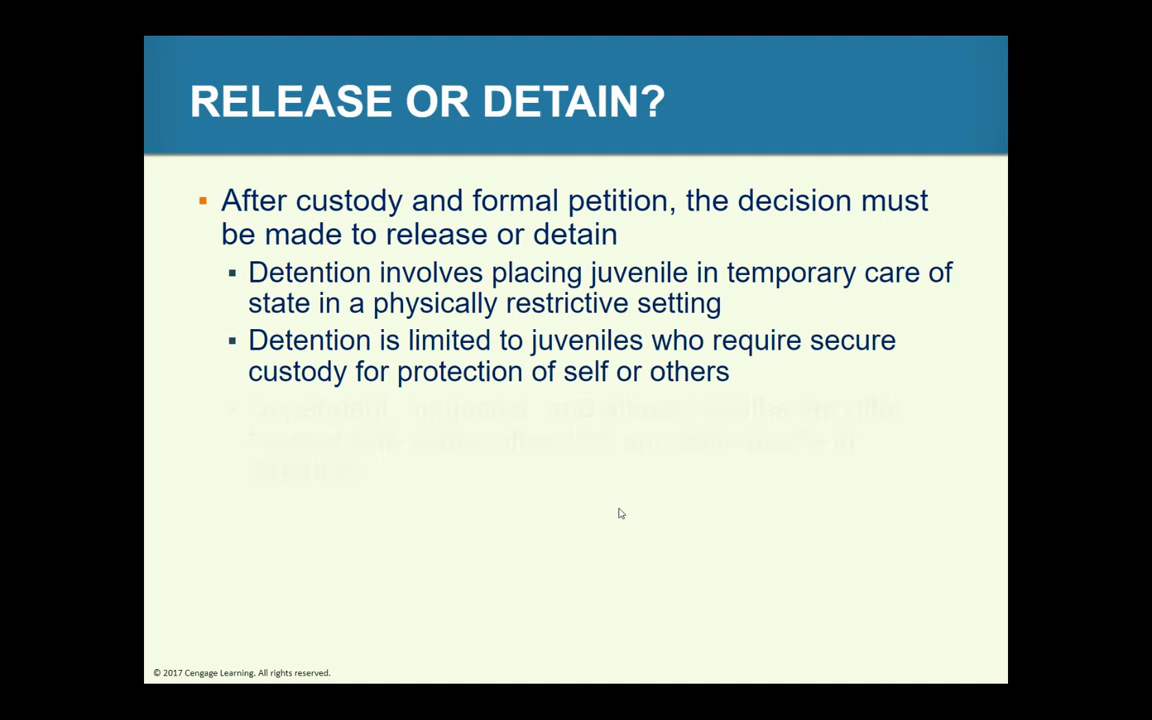 RELEASE OR DETAIN?
▪ After custody and formal petition, the decision must
be made to release or detain
▪ Detention involves placing juvenile in temporary care of
state in a physically restrictive setting
▪ Detention is limited to juveniles who require secure
custody for protection of self or others
and
© 2017 Cengage Learning. All rights reserved.